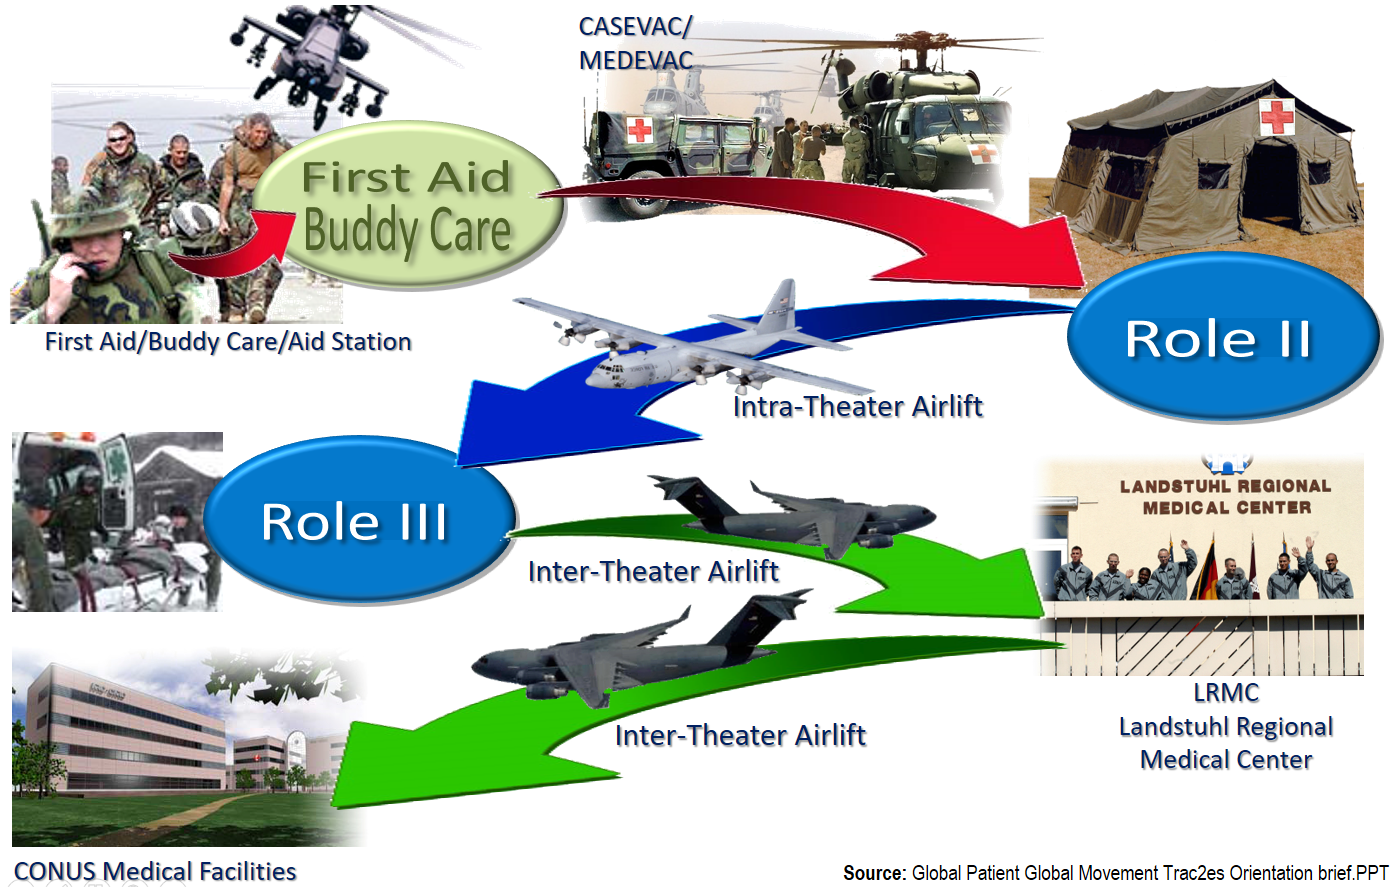 CASEVAC/
MEDEVAC
First Aid
Buddy Care
First Aid/Buddy Care/Aid Station
Role II
Intra-Theater Airlift
Role III
LANDSTUHL REGIONAL
MEDICAL CENTER
Inter-Theater Airlift
Inter-Theater Airlift
LRMC
Landstuhl Regional
Medical Center
CONUS Medical Facilities
Source: Global Patient Global Movement Trac2es Orientation brief.PPT